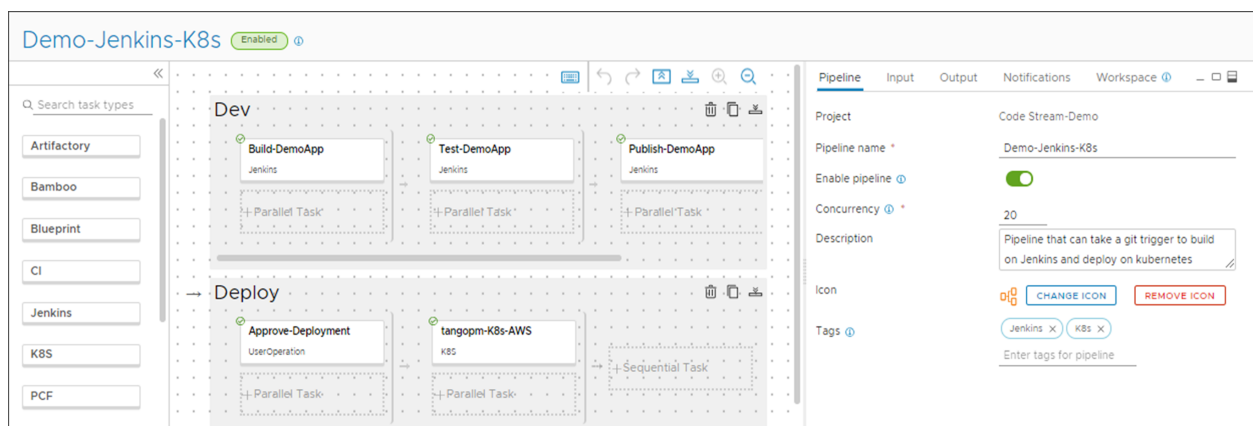 Demo-Jenkins-K8s Enabled
Search task types
Artifactory
Bamboo
Blueprint
CI
Jenkins
K8S
PCF
Dev
Build-DemoApp
Jenkins
+ Parallel Task
Test-DemoApp
Jenkins
+ Parallel Task
Publish-DemoApp
Jenkins
+ Parallel Task
Deploy
Approve-Deployment
UserOperation
+ Parallel Task
tangopm-K8s-AWS
K8S
+ Parallel Task
+ Sequential Task
Pipeline Input Output Notifications Workspace
Project Code Stream-Demo
Pipeline name * Demo-Jenkins-K8s
Enable pipeline
Concurrency * 20
Description Pipeline that can take a git trigger to build
on Jenkins and deploy on kubernetes
Icon CHANGE ICON REMOVE ICON
Tags Jenkins × K8s ×
Enter tags for pipeline